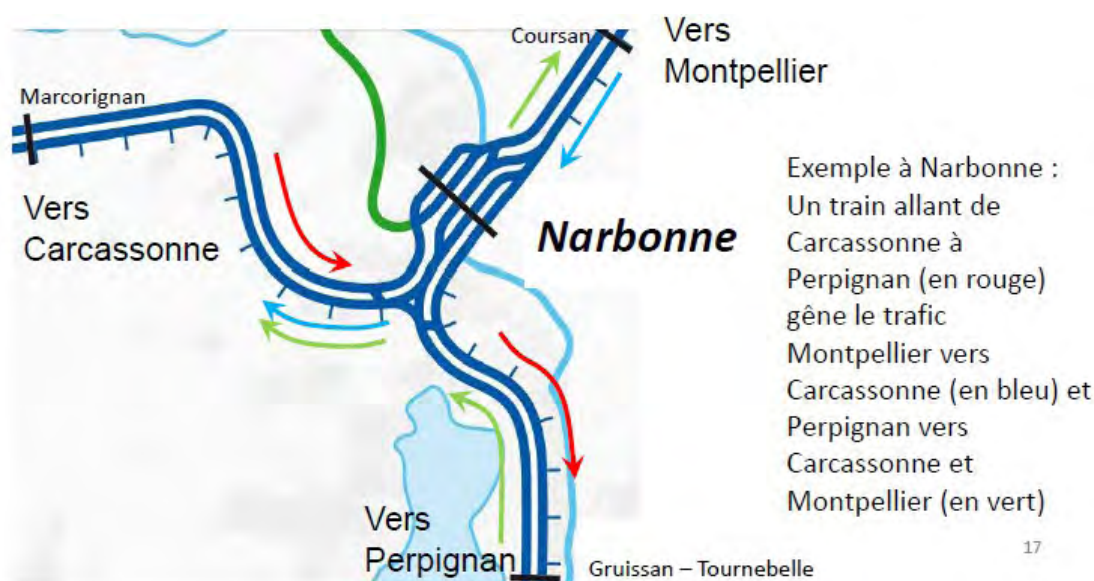 Coursan
Vers
Montpellier
Marcorignan
Vers
Carcassonne
Narbonne
Exemple à Narbonne :
Un train allant de
Carcassonne à
Perpignan (en rouge)
gêne le trafic
Montpellier vers
Carcassonne (en bleu) et
Perpignan vers
Carcassonne et
Montpellier (en vert)
Vers
Perpignan
Gruissan – Tournebelle
17